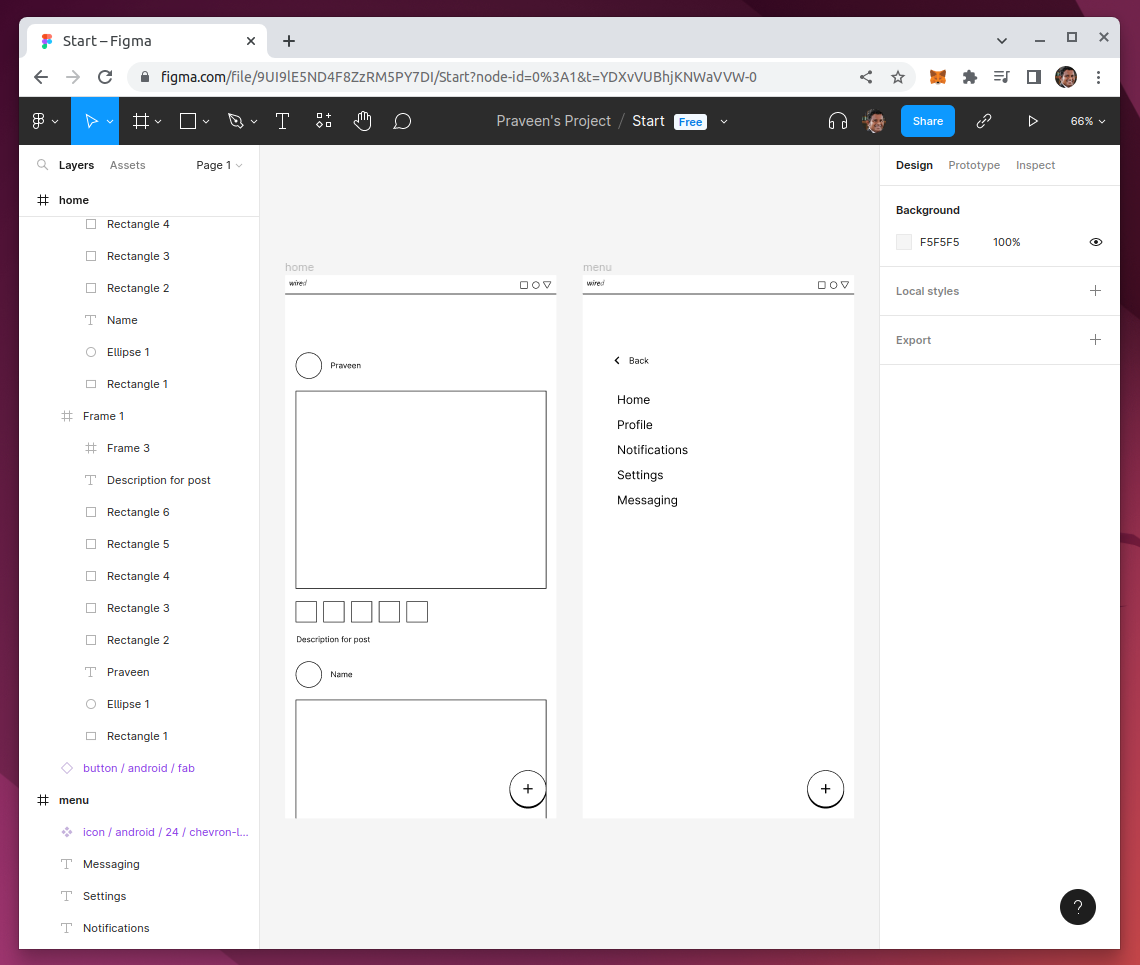 Start – Figma
figma.com/file/9UI9lE5ND4F8ZzRM5PY7DI/Start?node-id=0%3A1&t=YDXvVUBhjKNWaVVW-0
Praveen's Project / Start Free
Share
66%
Layers Assets Page 1
home
Rectangle 4
Rectangle 3
Rectangle 2
Name
Ellipse 1
Rectangle 1
Frame 1
Frame 3
Description for post
Rectangle 6
Rectangle 5
Rectangle 4
Rectangle 3
Rectangle 2
Praveen
Ellipse 1
Rectangle 1
button / android / fab
menu
icon / android / 24 / chevron-l...
Messaging
Settings
Notifications
home
wired
Praveen
Description for post
Name
+
menu
wired
Back
Home
Profile
Notifications
Settings
Messaging
+
Design Prototype Inspect
Background
F5F5F5 100%
Local styles
Export
?